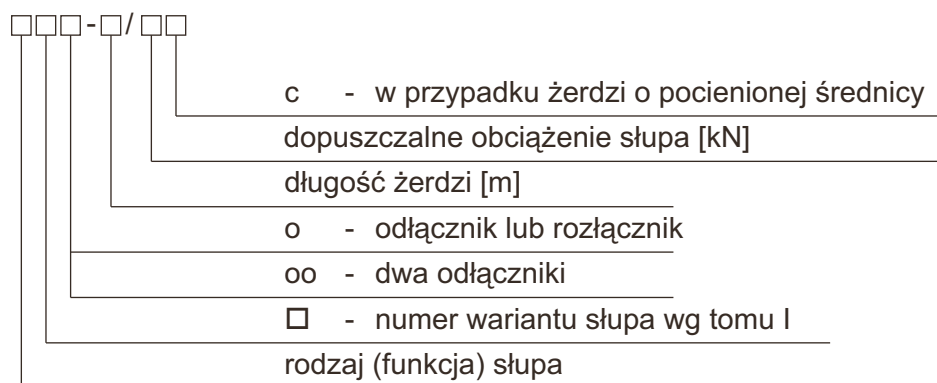 □□□-□/□□
c - w przypadku żerdzi o pocienionej średnicy
dopuszczalne obciążenie słupa [kN]
długość żerdzi [m]
o - odłącznik lub rozłącznik
oo - dwa odłączniki
□ - numer wariantu słupa wg tomu I
rodzaj (funkcja) słupa